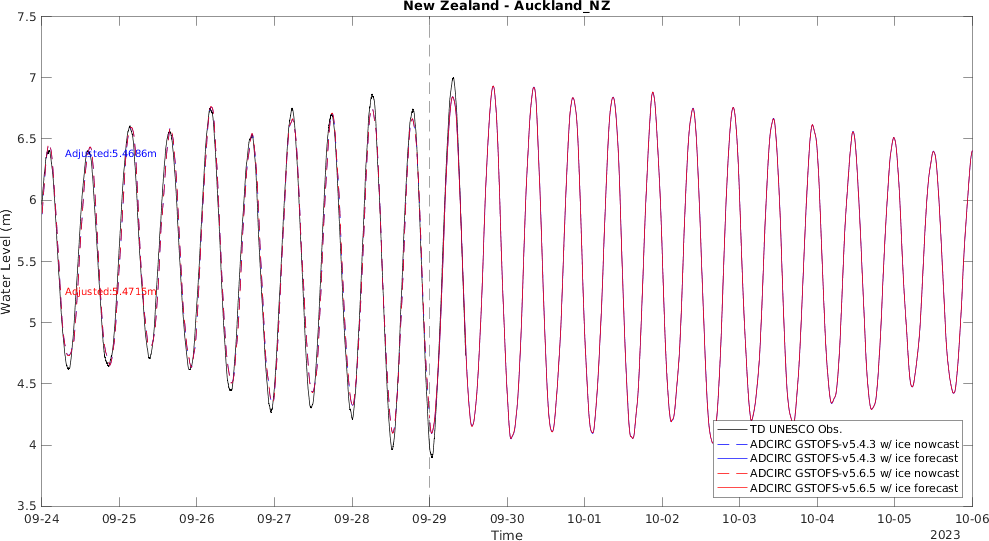 New Zealand - Auckland_NZ
7.5
7
6.5
6
5.5
5
4.5
4
3.5
Water Level (m)
Adjusted:5.4686m
Adjusted:5.4715m
TD UNESCO Obs.
ADCIRC GSTOFS-v5.4.3 w/ ice nowcast
ADCIRC GSTOFS-v5.4.3 w/ ice forecast
ADCIRC GSTOFS-v5.6.5 w/ ice nowcast
ADCIRC GSTOFS-v5.6.5 w/ ice forecast
09-24 09-25 09-26 09-27 09-28 09-29 09-30 10-01 10-02 10-03 10-04 10-05 10-06
Time
2023